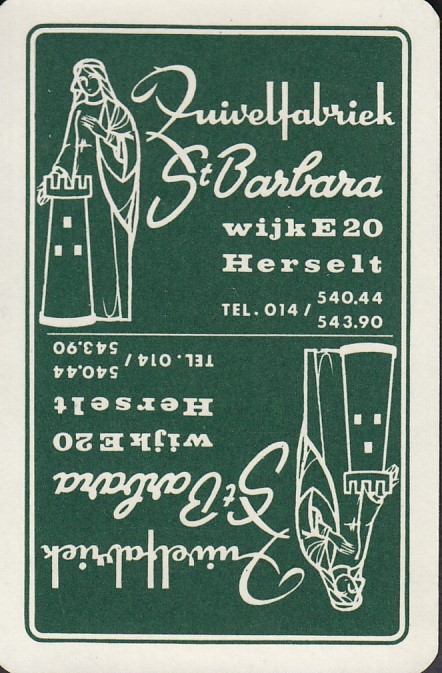 Zuivelfabriek
St Barbara
wijk E 20
Herselt
TEL. 014 / 540.44
543.90
Zuivelfabriek
St Barbara
wijk E 20
Herselt
TEL. 014 / 540.44
543.90